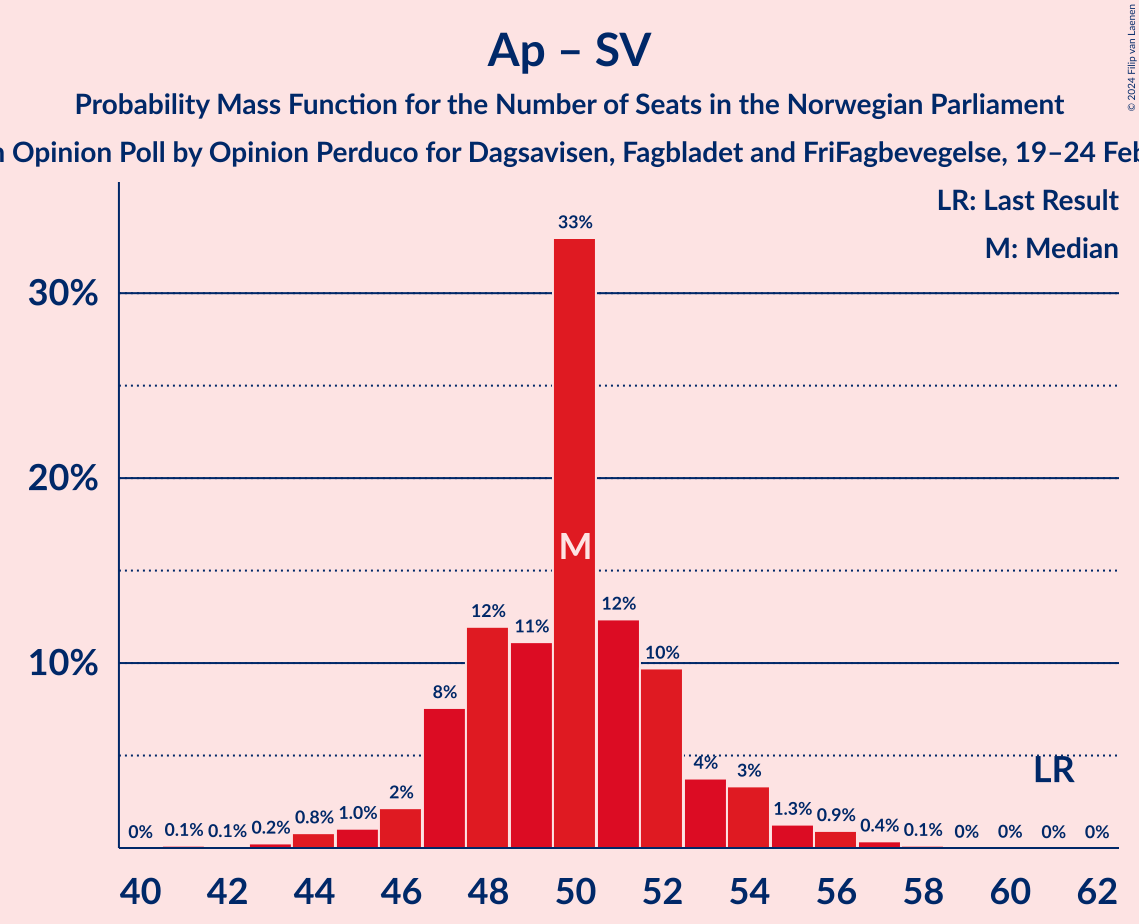 Ap – SV
Probability Mass Function for the Number of Seats in the Norwegian Parliament
Opinion Poll by Opinion Perduco for Dagsavisen, Fagbladet and FriFagbevegelse, 19–24 Feb
© 2024 Filip van Laenen
LR: Last Result
M: Median
33%
30%
20%
M
12%
11%
12%
10%
10%
8%
4%
3%
LR
2%
0%
0.1%
0.1%
0.2%
0.8%
1.0%
1.3%
0.9%
0.4%
0.1%
0%
0%
0%
0%
40 42 44 46 48 50 52 54 56 58 60 62